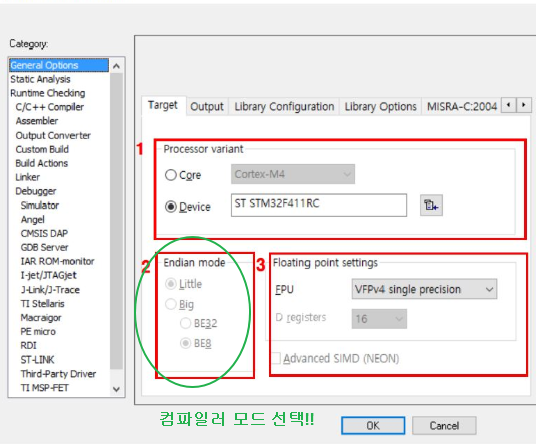 Category:
General Options
Static Analysis
Runtime Checking
C/C++ Compiler
Assembler
Output Converter
Custom Build
Build Actions
Linker
Debugger
Simulator
Angel
CMSIS DAP
GDB Server
IAR ROM-monitor
I-jet/JTAGjet
J-Link/J-Trace
TI Stellaris
Macraigor
PE micro
RDI
ST-LINK
Third-Party Driver
TI MSP-FET
Target Output Library Configuration Library Options MISRA-C:2004
1 Processor variant
Core Cortex-M4
Device ST STM32F411RC
2 Endian mode
Little
Big
BE32
BE8
3 Floating point settings
FPU VFPv4 single precision
D registers 16
Advanced SIMD (NEON)
컴파일러 모드 선택!!
OK Cancel